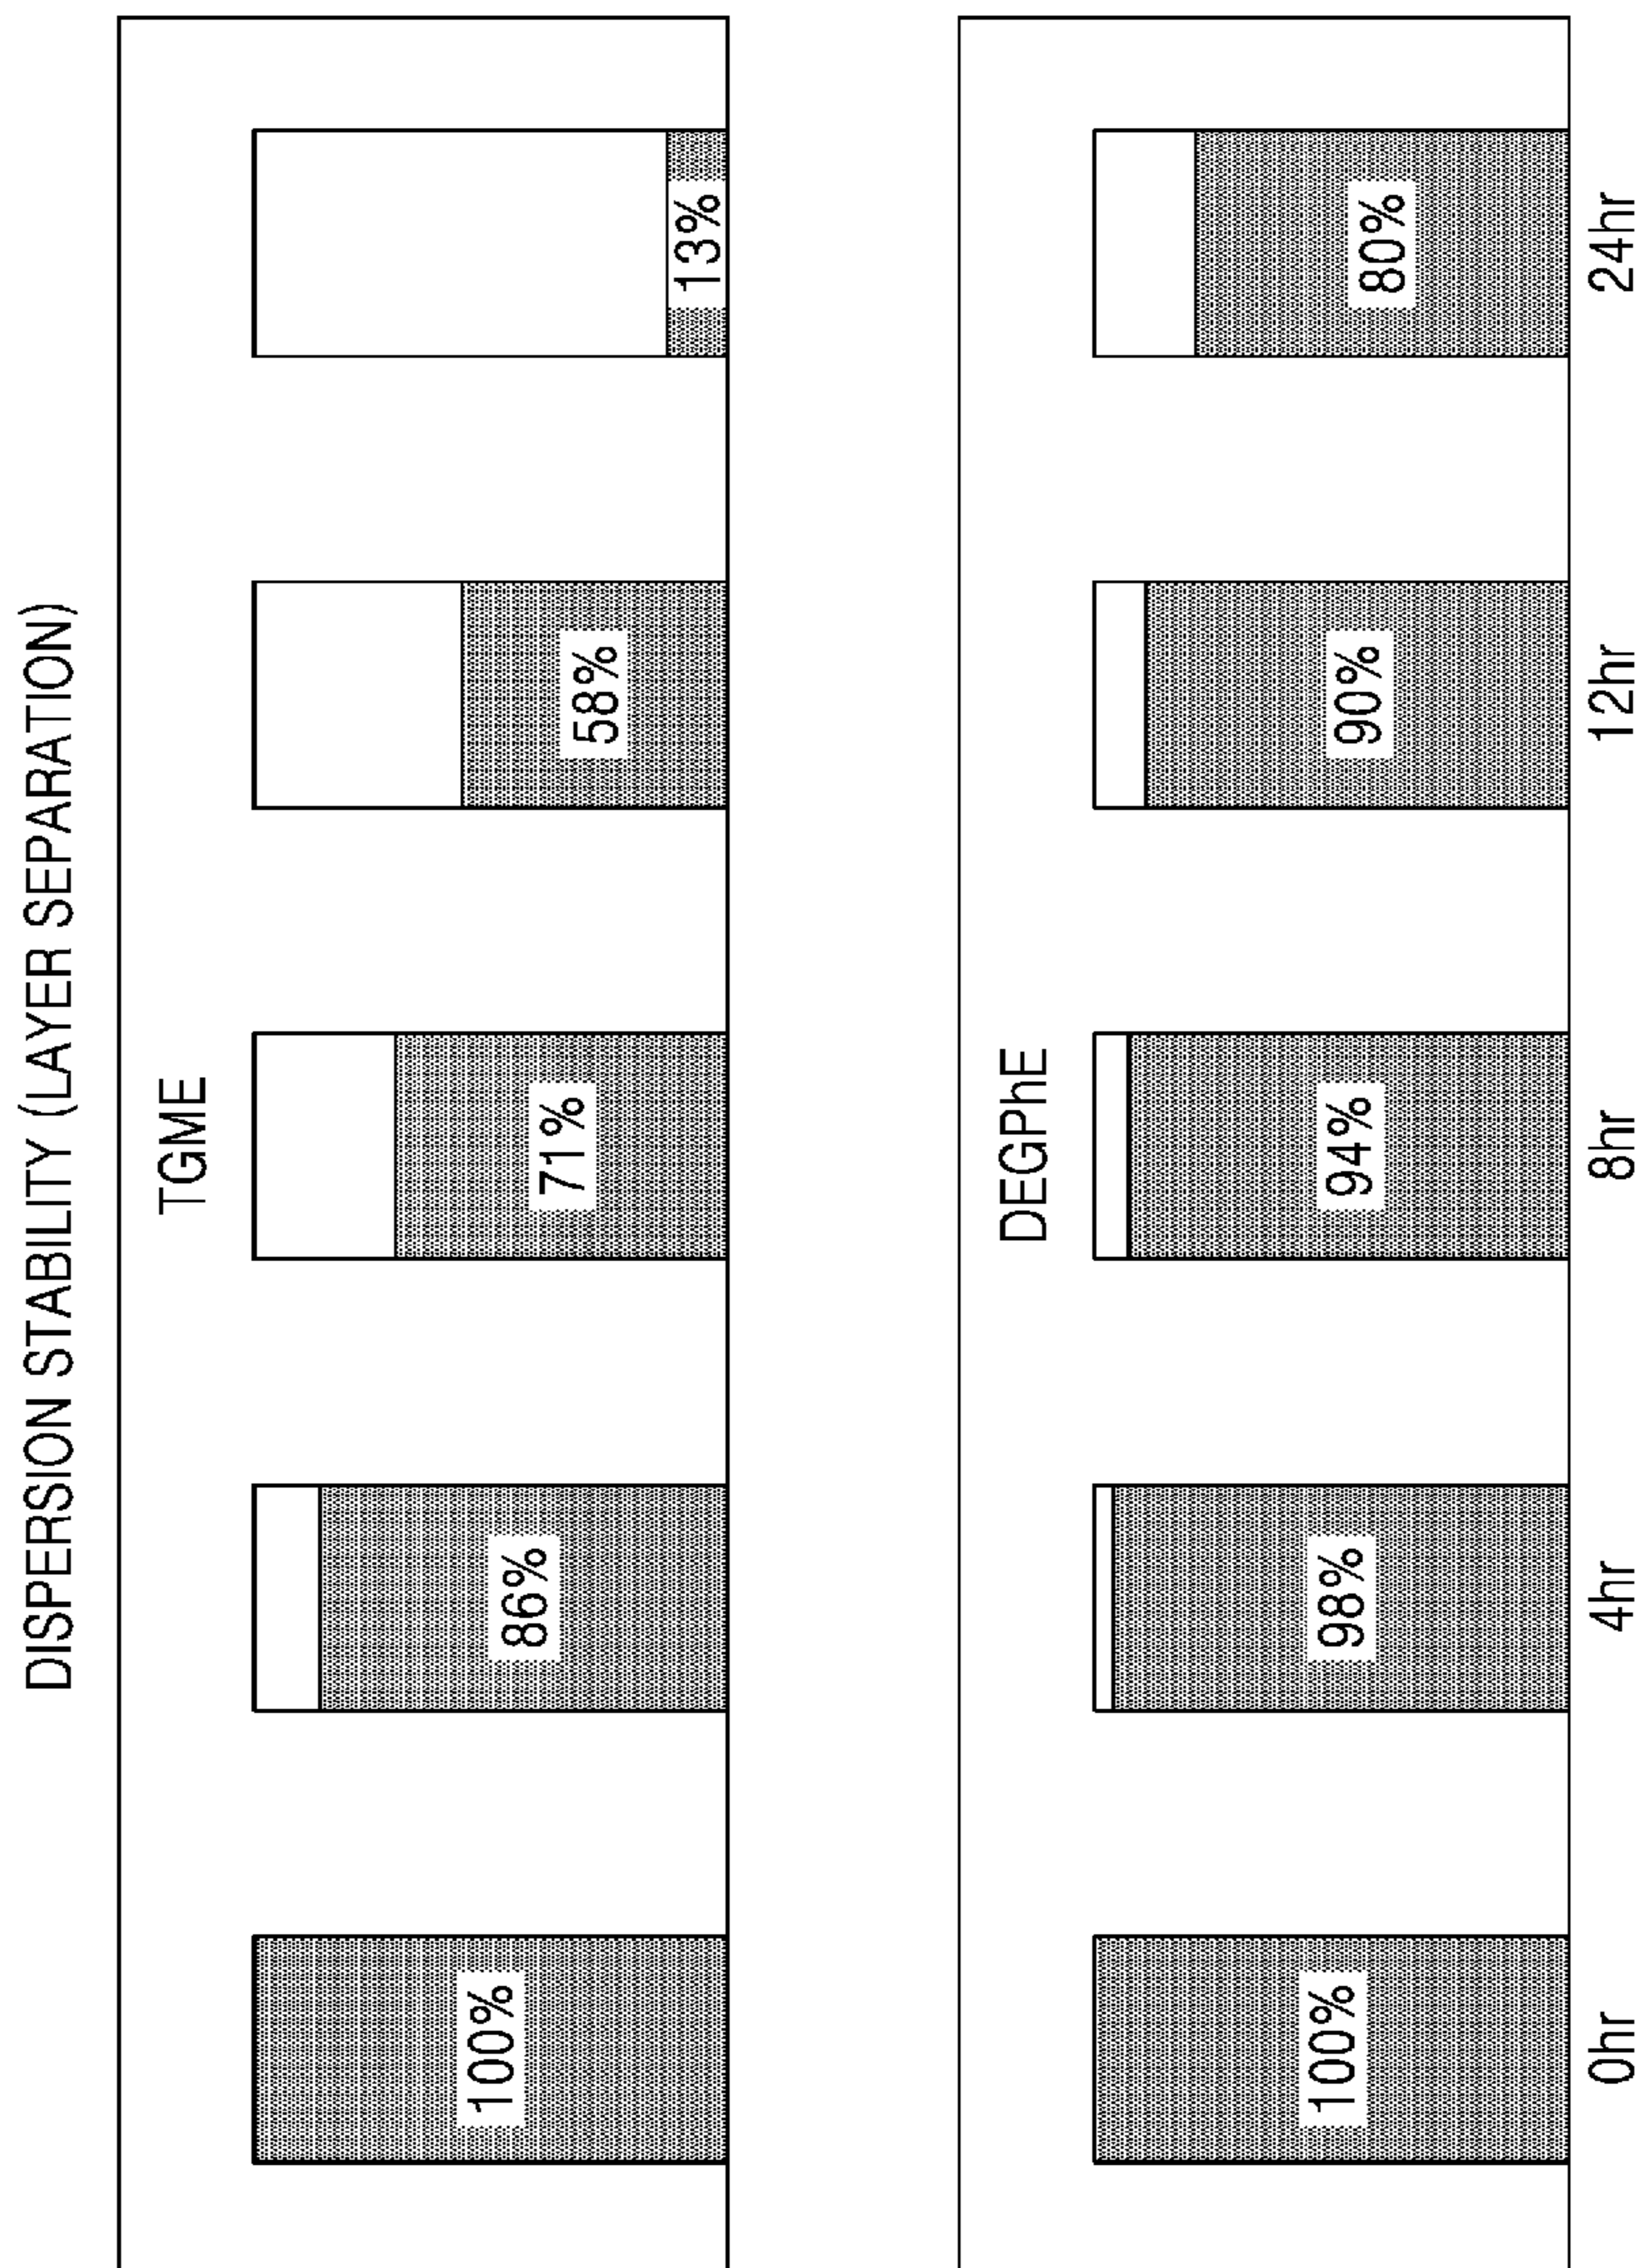 DISPERSION STABILITY (LAYER SEPARATION)
TGME
100%
86%
71%
58%
13%
DEGPhE
100%
98%
94%
90%
80%
0hr
4hr
8hr
12hr
24hr